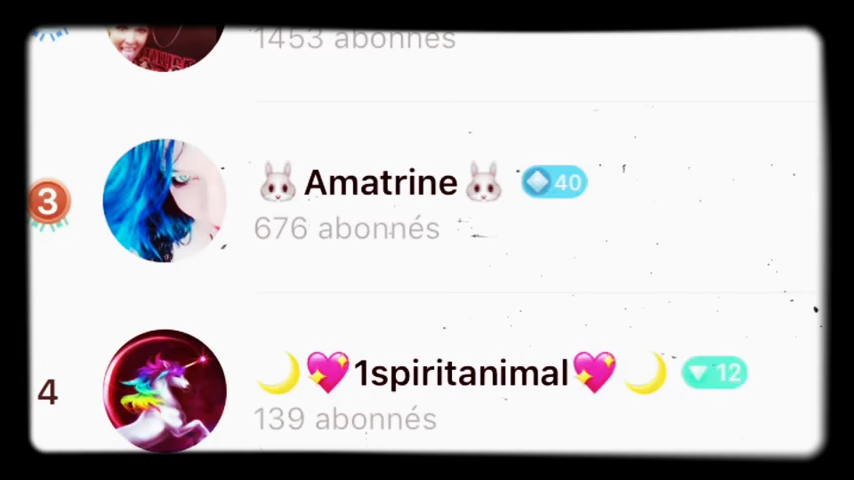 1453 abonnés
3
🐰Amatrine🐰 40
676 abonnés
4
🌙💖1spiritanimal💖🌙 12
139 abonnés